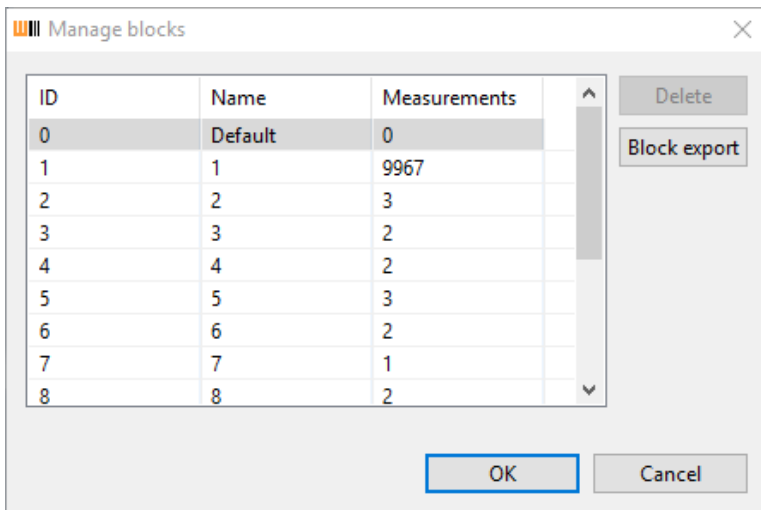 Manage blocks
ID Name Measurements
0 Default 0
1 1 9967
2 2 3
3 3 2
4 4 2
5 5 3
6 6 2
7 7 1
8 8 2
Delete
Block export
OK Cancel